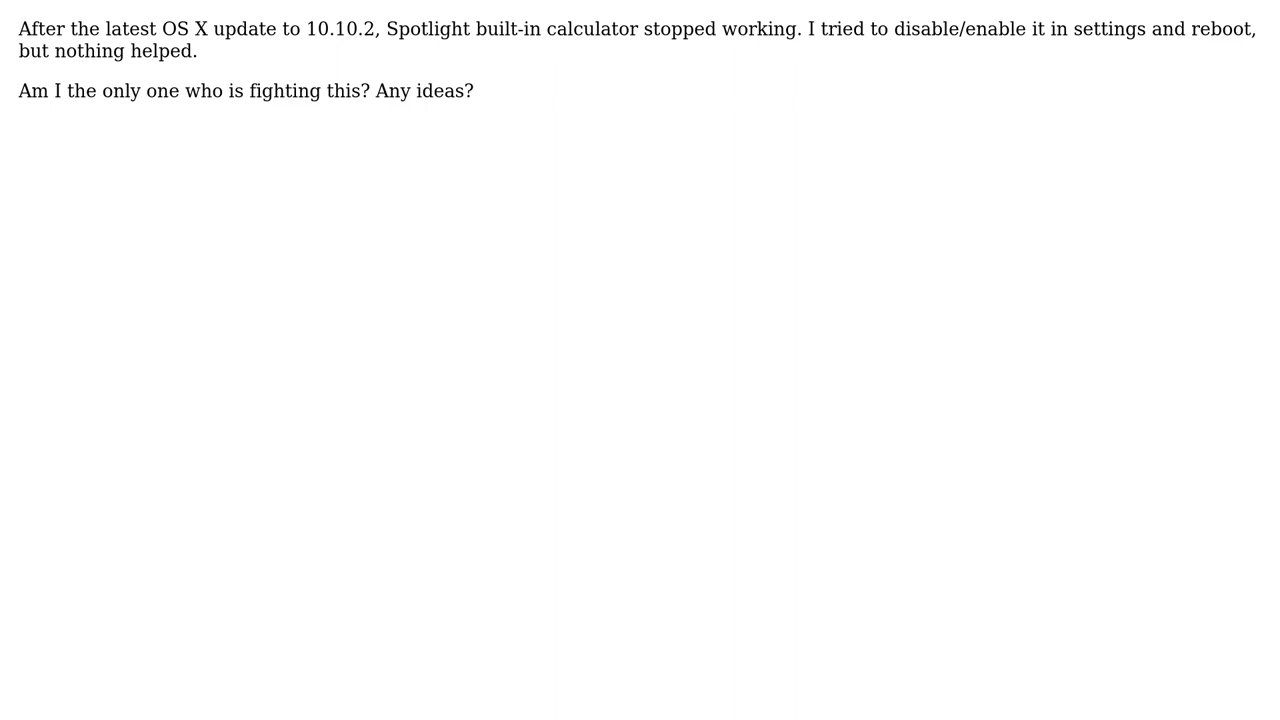 After the latest OS X update to 10.10.2, Spotlight built-in calculator stopped working. I tried to disable/enable it in settings and reboot,
but nothing helped.
Am I the only one who is fighting this? Any ideas?